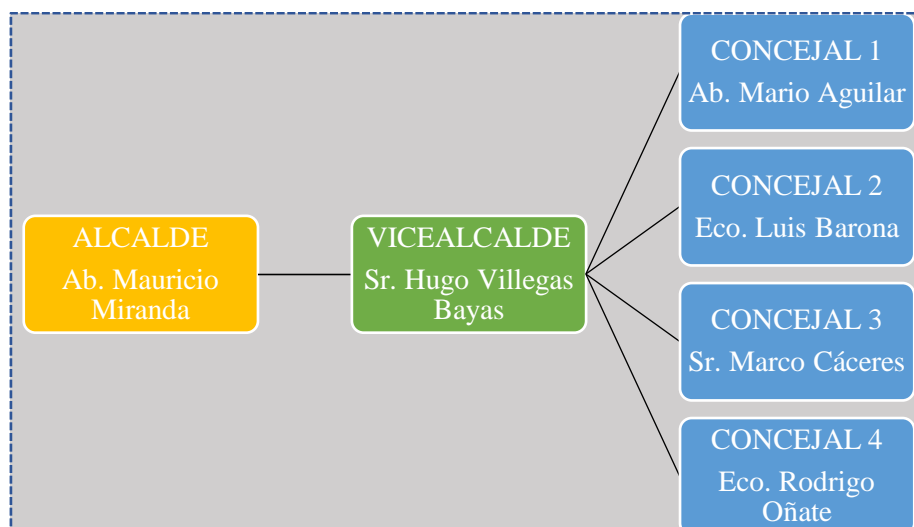 ALCALDE
Ab. Mauricio
Miranda
VICEALCALDE
Sr. Hugo Villegas
Bayas
CONCEJAL 1
Ab. Mario Aguilar
CONCEJAL 2
Eco. Luis Barona
CONCEJAL 3
Sr. Marco Cáceres
CONCEJAL 4
Eco. Rodrigo
Oñate